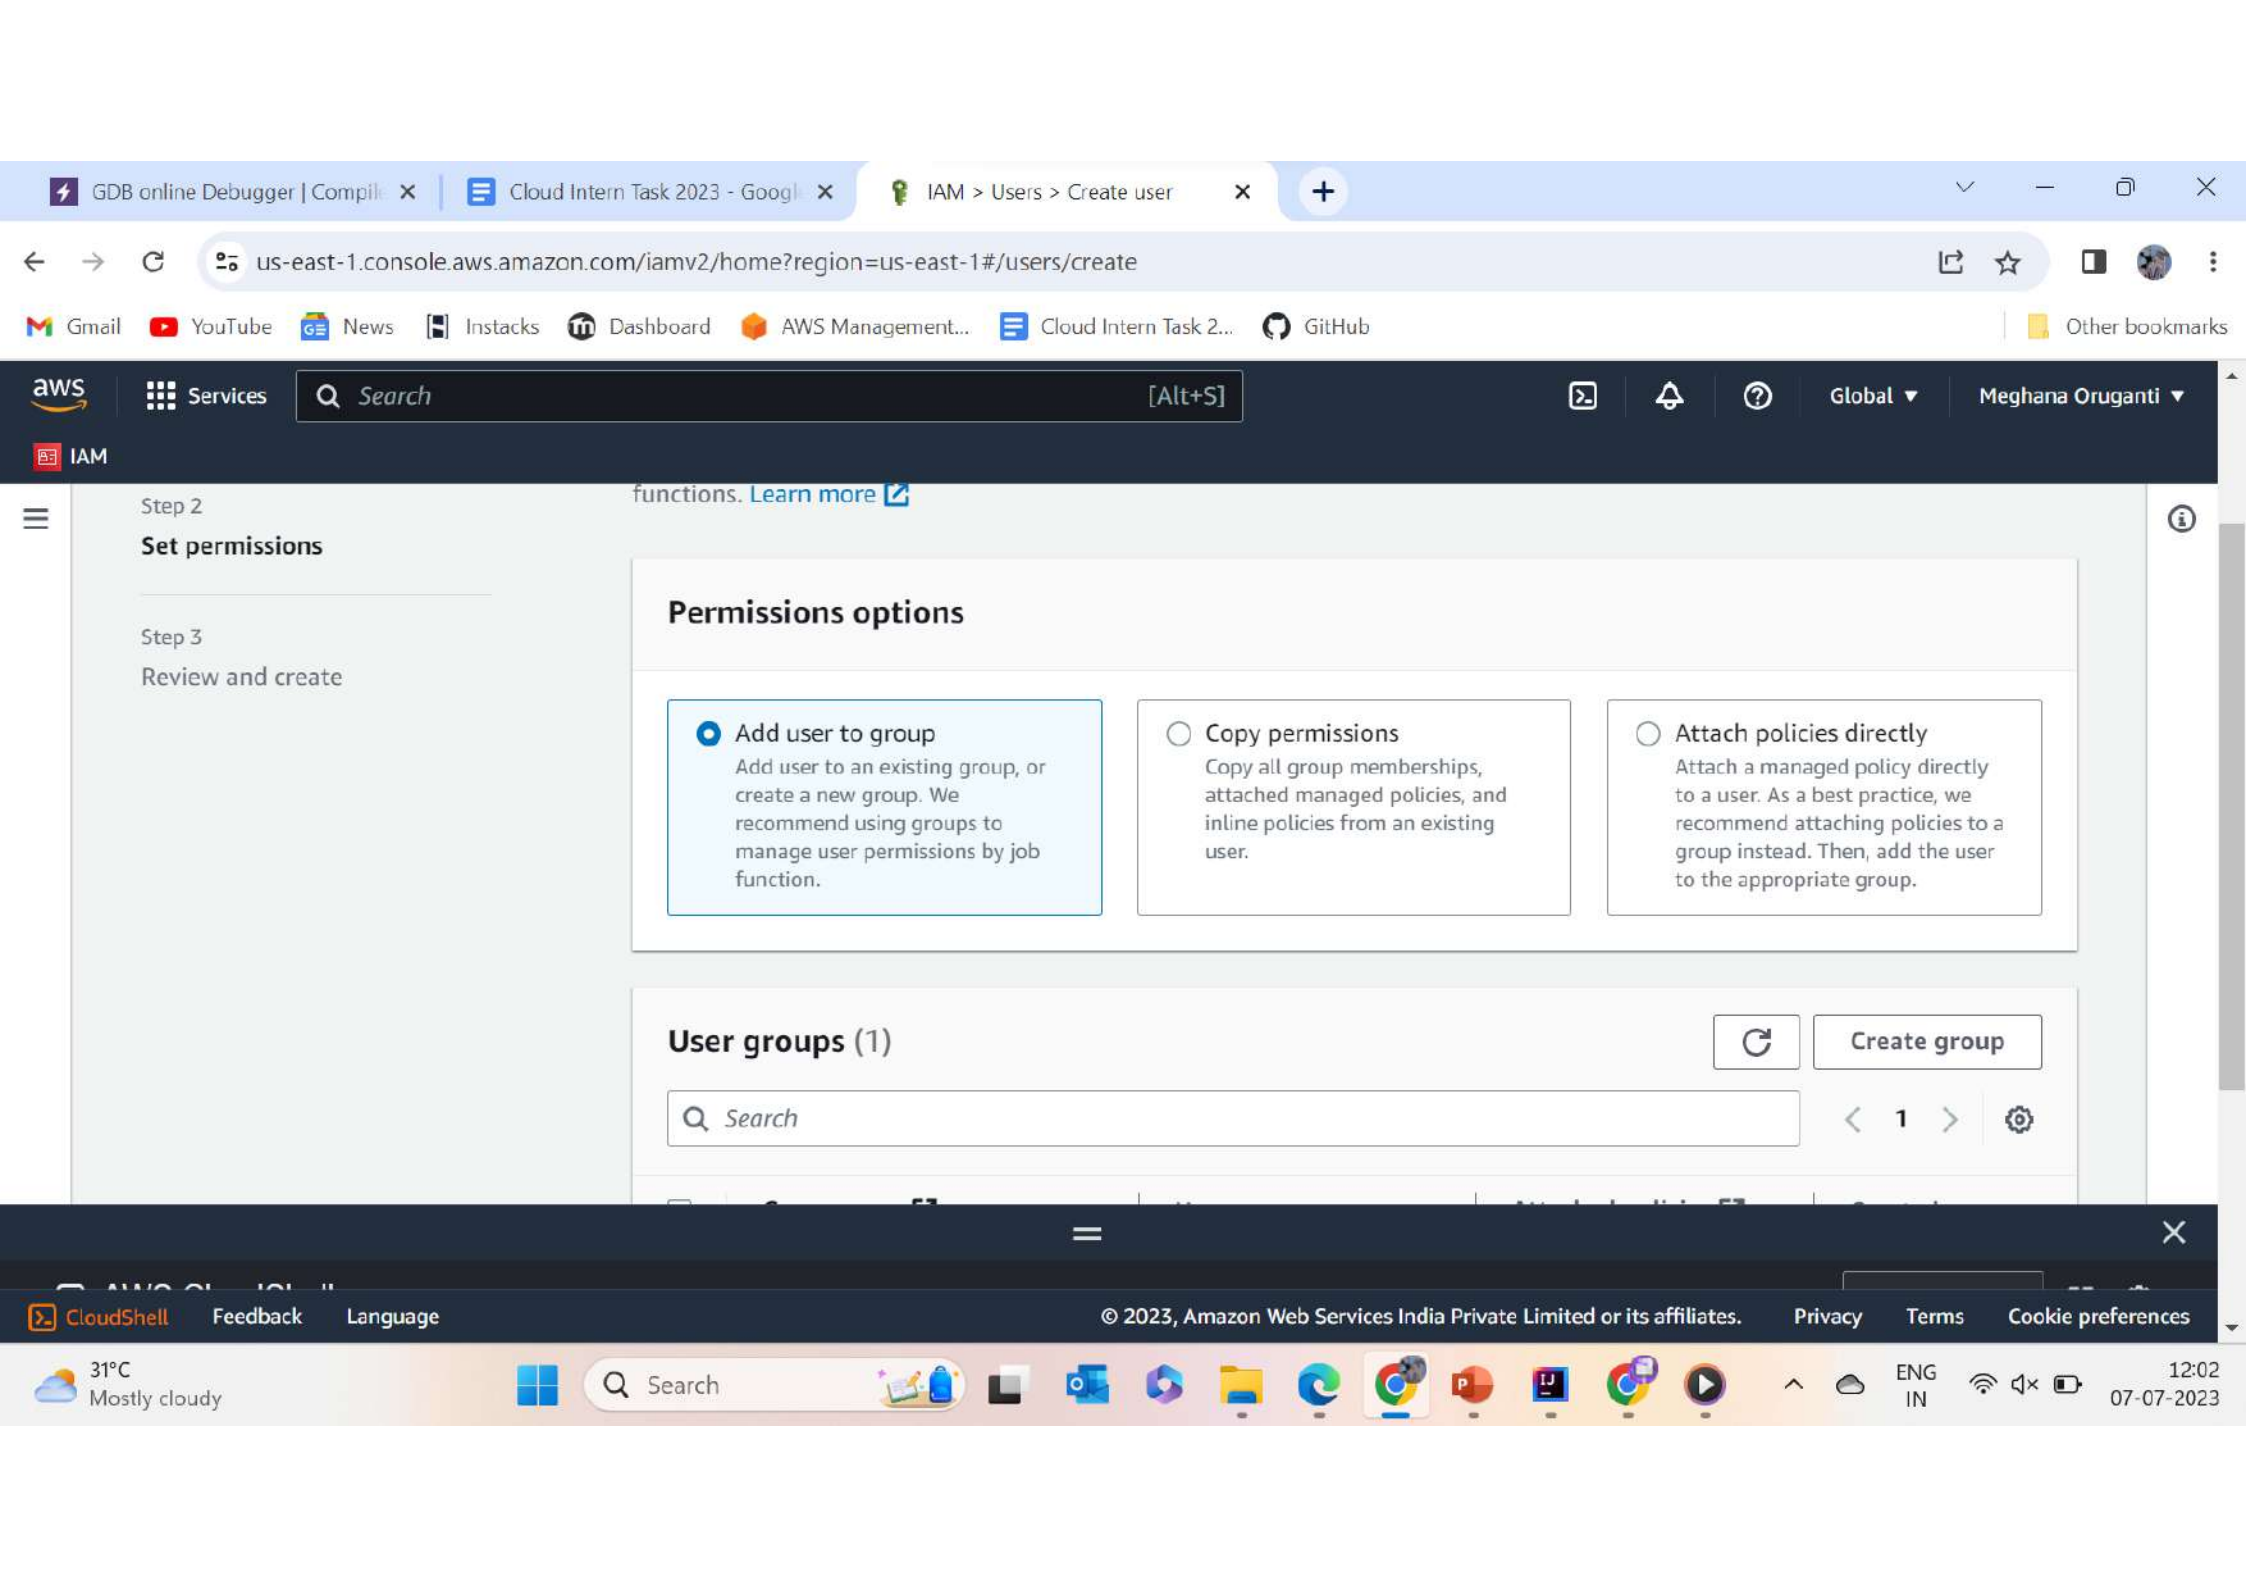 GDB online Debugger | Compile
Cloud Intern Task 2023 - Googl
IAM > Users > Create user
us-east-1.console.aws.amazon.com/iamv2/home?region=us-east-1#/users/create
Gmail
YouTube
GE
News
Instacks
Dashboard
AWS Management...
Cloud Intern Task 2...
GitHub
Other bookmarks
aws
Services
Search
[Alt+S]
Global
Meghana Oruganti
IAM
Step 2
Set permissions
Step 3
Review and create
functions. Learn more
Permissions options
Add user to group
Add user to an existing group, or
create a new group. We
recommend using groups to
manage user permissions by job
function.
Copy permissions
Copy all group memberships,
attached managed policies, and
inline policies from an existing
user.
Attach policies directly
Attach a managed policy directly
to a user. As a best practice, we
recommend attaching policies to a
group instead. Then, add the user
to the appropriate group.
User groups (1)
Create group
Search
1
AWS CloudShell
CloudShell
Feedback
Language
© 2023, Amazon Web Services India Private Limited or its affiliates.
Privacy
Terms
Cookie preferences
31°C
Mostly cloudy
Search
ENG
IN
12:02
07-07-2023